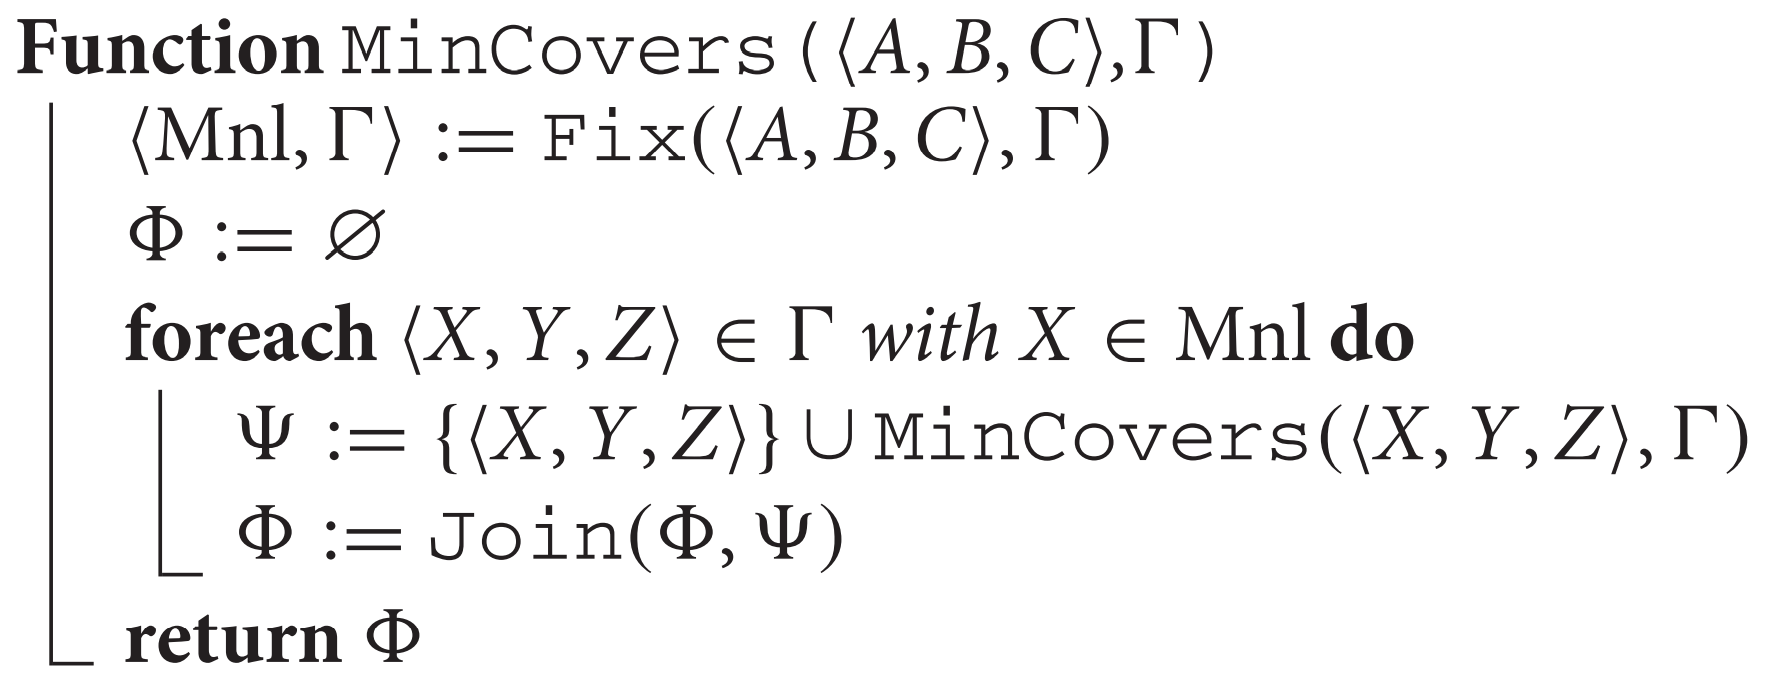 Function MinCovers(⟨A, B, C⟩,Γ)
⟨Mnl, Γ⟩ := Fix(⟨A, B, C⟩, Γ)
Φ := ∅
foreach ⟨X, Y, Z⟩ ∈ Γ with X ∈ Mnl do
Ψ := {⟨X, Y, Z⟩} ∪ MinCovers(⟨X, Y, Z⟩, Γ)
Φ := Join(Φ, Ψ)
return Φ